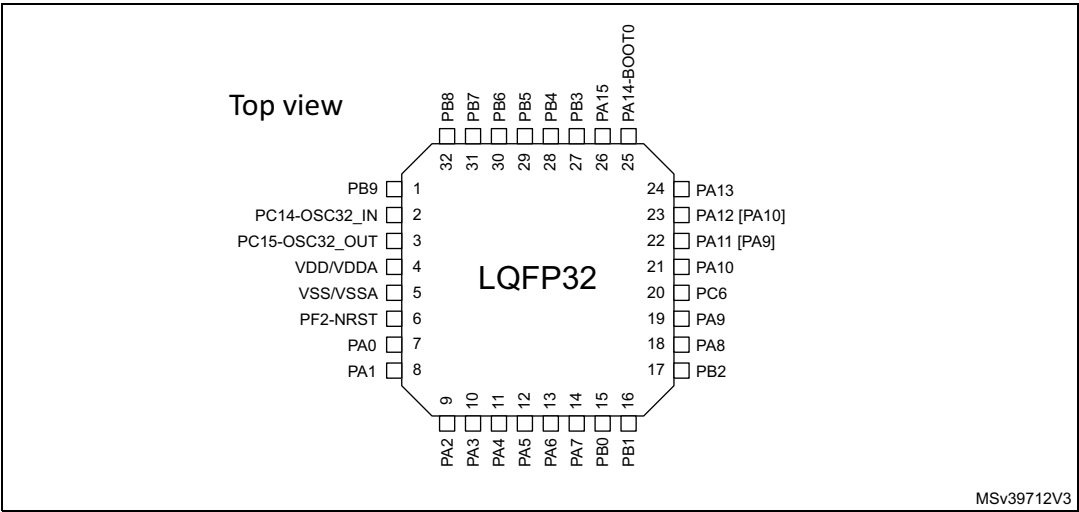 Top view
PB8
PB7
PB6
PB5
PB4
PB3
PA15
PA14-BOOT0
32
31
30
29
28
27
26
25
PB9 1
PC14-OSC32_IN 2
PC15-OSC32_OUT 3
VDD/VDDA 4
VSS/VSSA 5
PF2-NRST 6
PA0 7
PA1 8
LQFP32
24 PA13
23 PA12 [PA10]
22 PA11 [PA9]
21 PA10
20 PC6
19 PA9
18 PA8
17 PB2
9
10
11
12
13
14
15
16
PA2
PA3
PA4
PA5
PA6
PA7
PB0
PB1
MSv39712V3